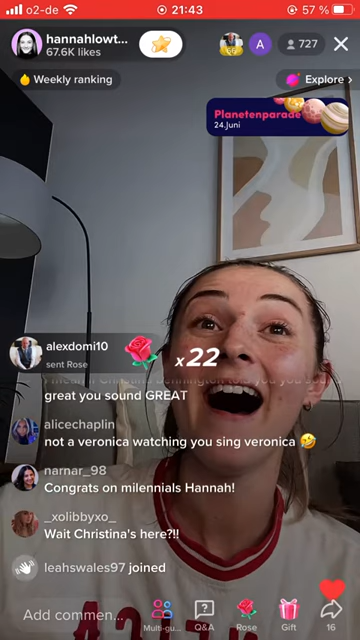 o2-de
21:43
57 %
hannahlowt...
67.6K likes
A
727
Weekly ranking
Explore
Planetenparade
24.Juni
alexdomi10
sent Rose
x22
great you sound GREAT
alicechaplin
not a veronica watching you sing veronica 🤣
narnar_98
Congrats on milennials Hannah!
_xolibbyxo_
Wait Christina's here?!!
leahswales97 joined
Add commen...
Multi-gu...
Q&A
Rose
Gift
16